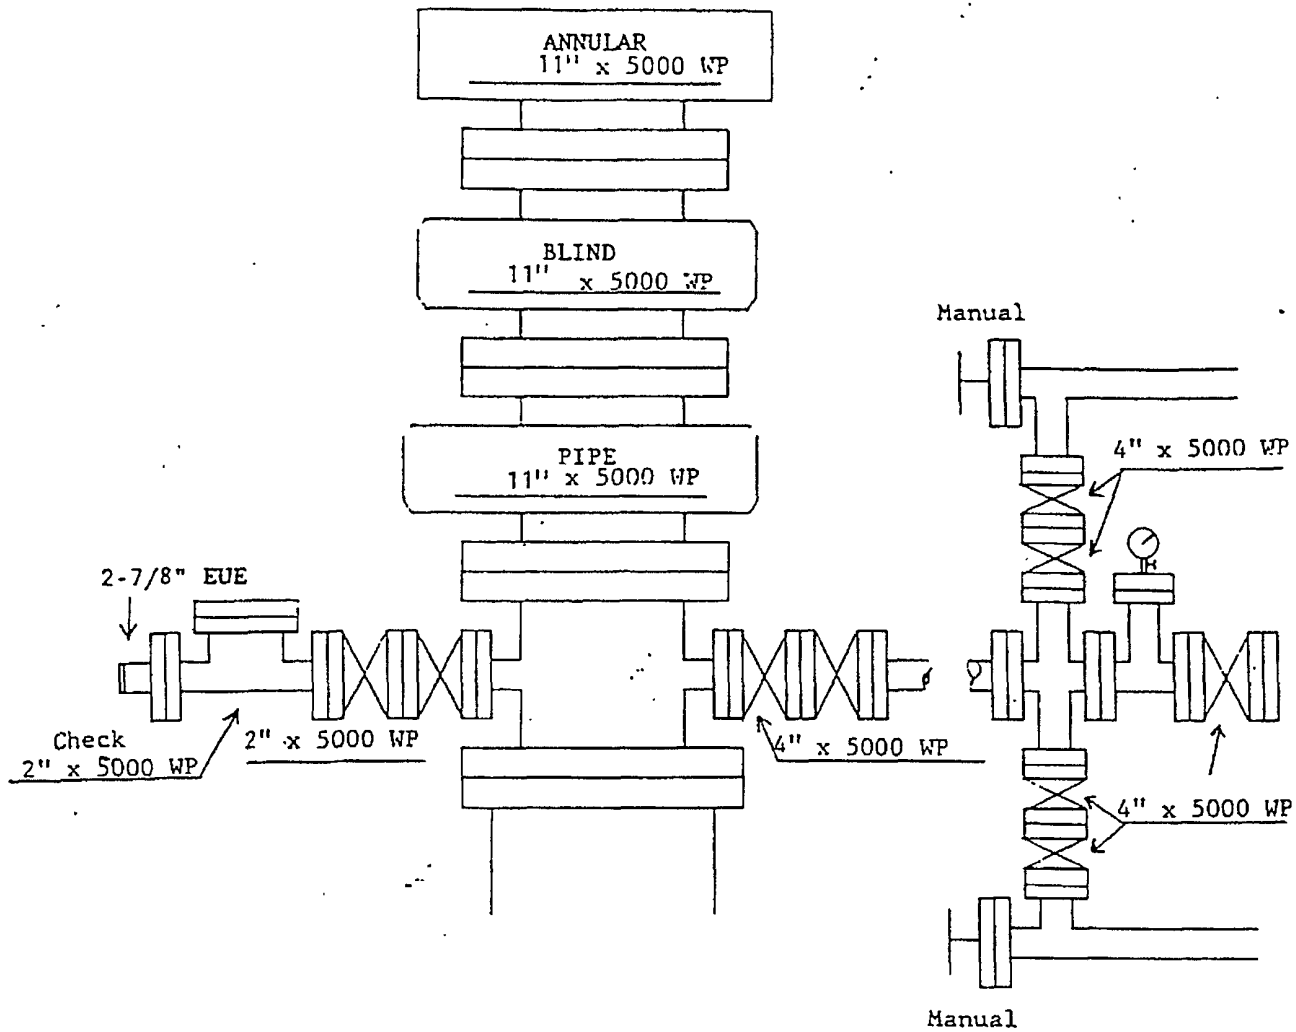 ANNULAR
11" x 5000 WP
BLIND
11" x 5000 WP
Manual
PIPE
11" x 5000 WP
4" x 5000 WP
2-7/8" EUE
Check
2" x 5000 WP
2" x 5000 WP
4" x 5000 WP
4" x 5000 WP
Manual